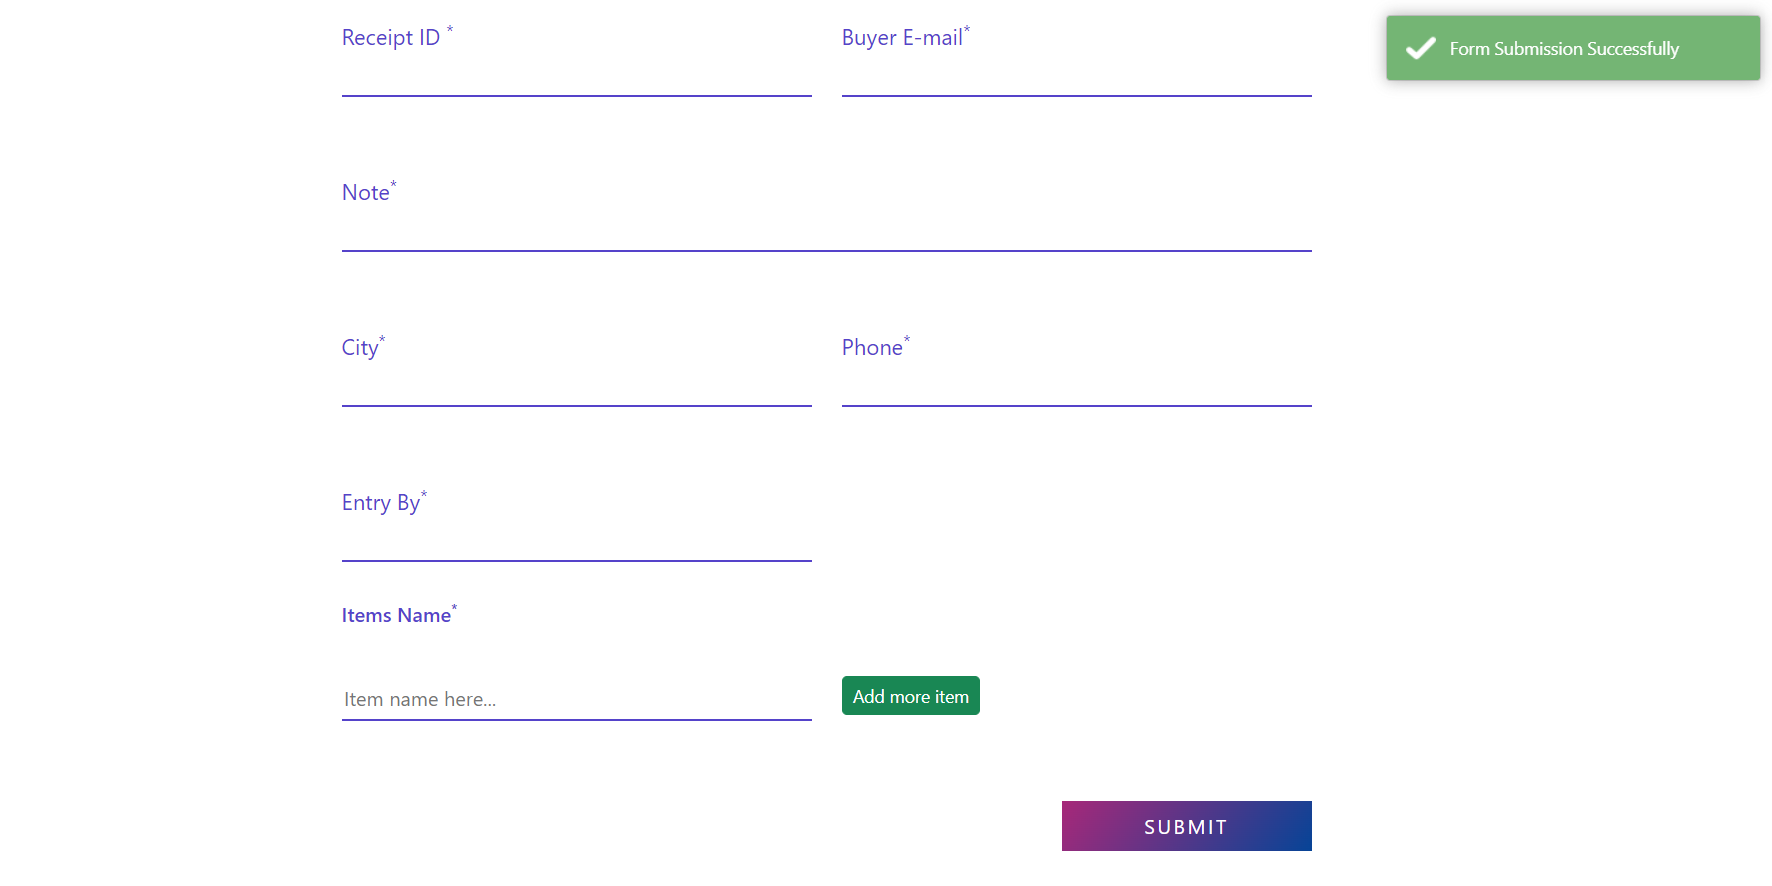 Receipt ID * Buyer E-mail*
Form Submission Successfully
Note*
City* Phone*
Entry By*
Items Name*
Item name here... Add more item
SUBMIT